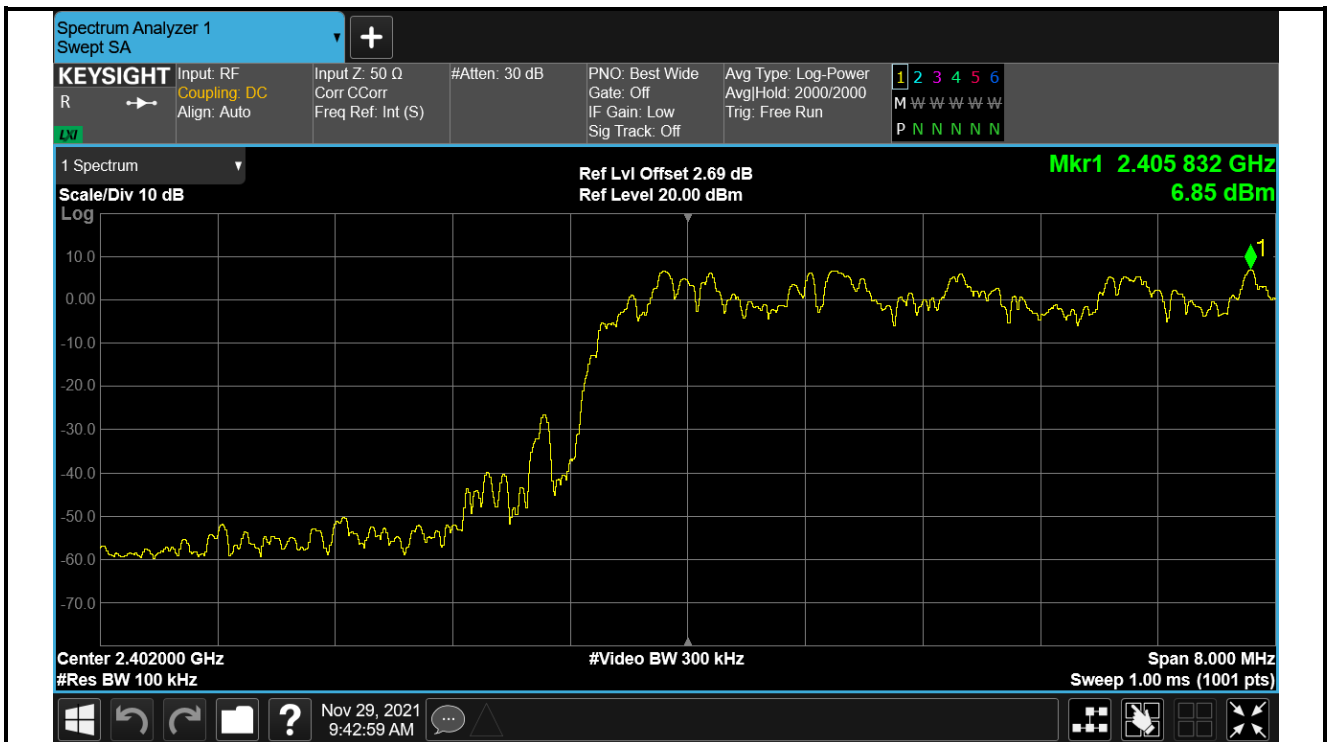 Spectrum Analyzer 1
Swept SA
KEYSIGHT
R
LXI
Input: RF
Coupling: DC
Align: Auto
Input Z: 50 Ω
Corr CCorr
Freq Ref: Int (S)
#Atten: 30 dB
PNO: Best Wide
Gate: Off
IF Gain: Low
Sig Track: Off
Avg Type: Log-Power
Avg|Hold: 2000/2000
Trig: Free Run
1 2 3 4 5 6
M W W W W W
P N N N N N
1 Spectrum
Scale/Div 10 dB
Ref Lvl Offset 2.69 dB
Ref Level 20.00 dBm
Mkr1 2.405 832 GHz
6.85 dBm
Log
1
10.0
0.00
-10.0
-20.0
-30.0
-40.0
-50.0
-60.0
-70.0
Center 2.402000 GHz
#Video BW 300 kHz
Span 8.000 MHz
#Res BW 100 kHz
Sweep 1.00 ms (1001 pts)
?
Nov 29, 2021
9:42:59 AM